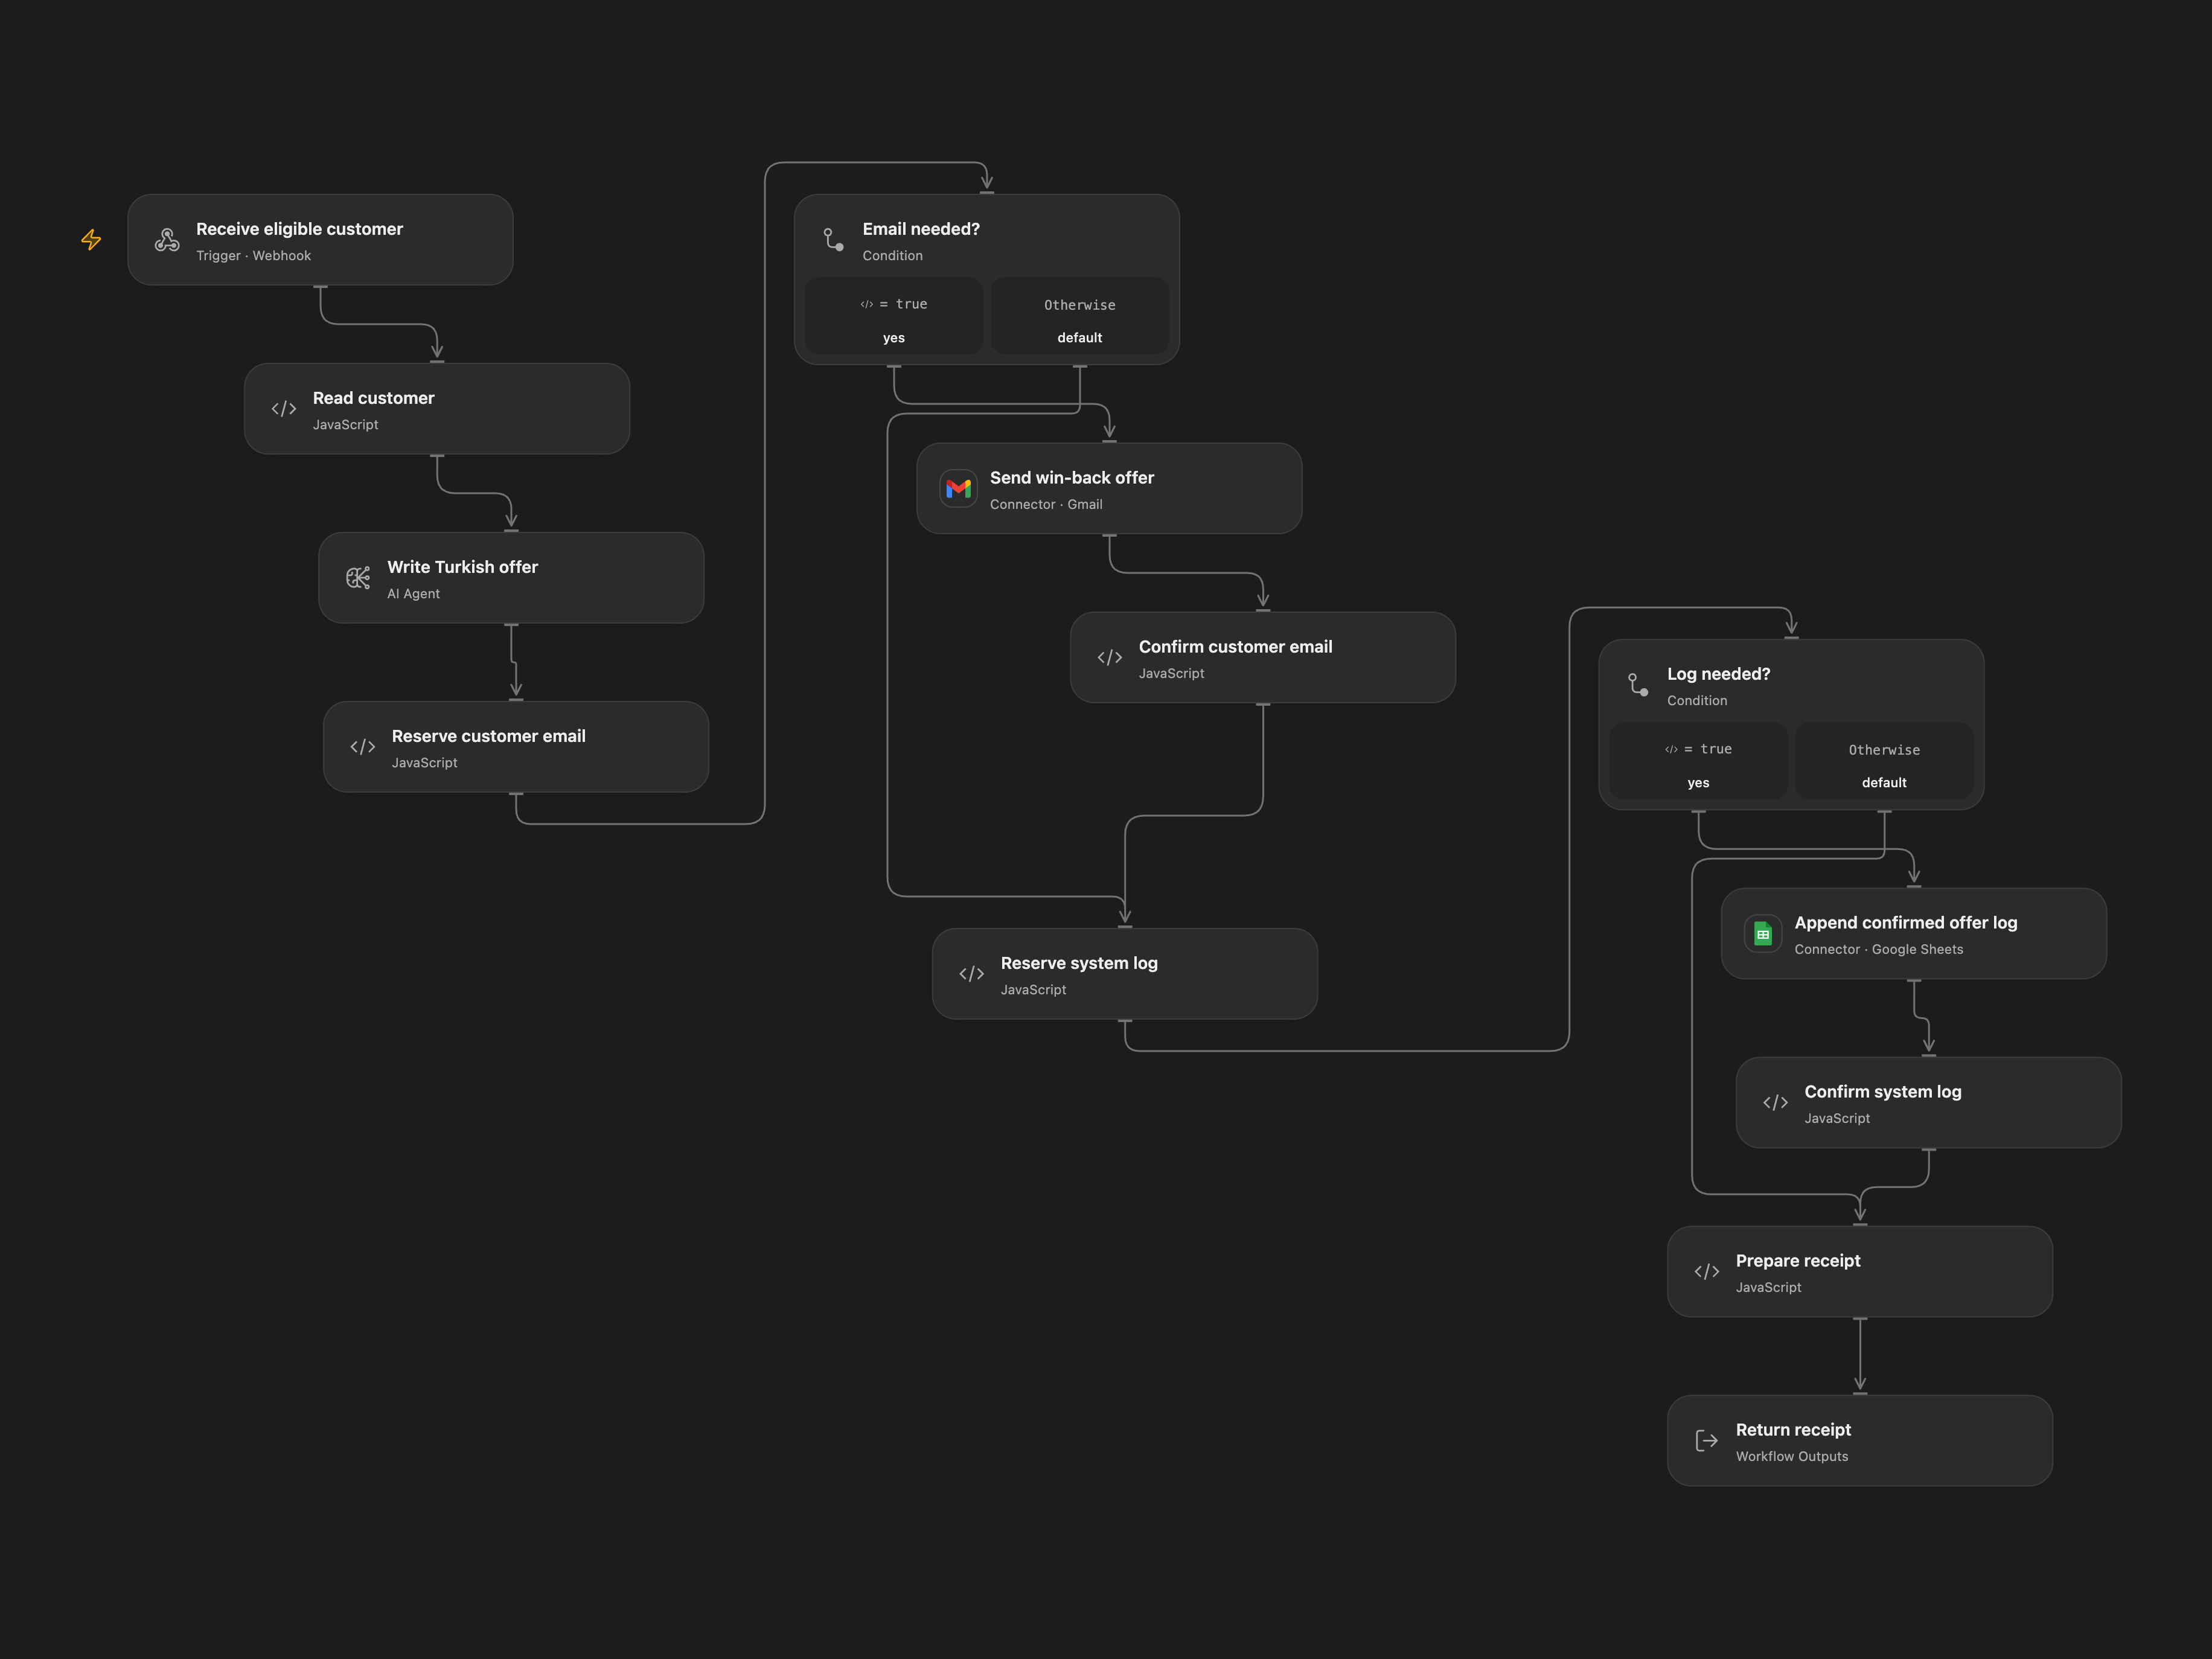 Receive eligible customer
Trigger · Webhook
Read customer
JavaScript
Write Turkish offer
AI Agent
Reserve customer email
JavaScript
Email needed?
Condition
</> = true
yes
Otherwise
default
Send win-back offer
Connector · Gmail
Confirm customer email
JavaScript
Reserve system log
JavaScript
Log needed?
Condition
</> = true
yes
Otherwise
default
Append confirmed offer log
Connector · Google Sheets
Confirm system log
JavaScript
Prepare receipt
JavaScript
Return receipt
Workflow Outputs